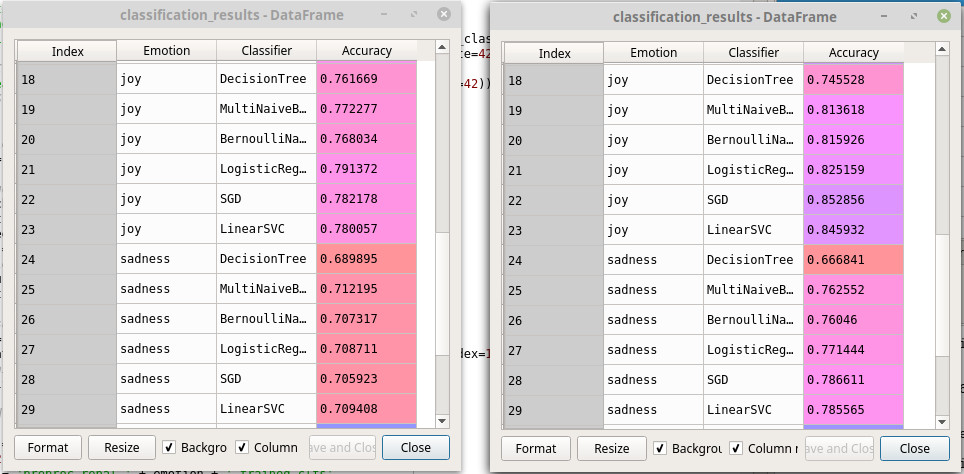 classification_results - DataFrame
Index Emotion Classifier Accuracy
18 joy DecisionTree 0.761669
19 joy MultiNaiveB… 0.772277
20 joy BernoulliNa… 0.768034
21 joy LogisticReg… 0.791372
22 joy SGD 0.782178
23 joy LinearSVC 0.780057
24 sadness DecisionTree 0.689895
25 sadness MultiNaiveB… 0.712195
26 sadness BernoulliNa… 0.707317
27 sadness LogisticReg… 0.708711
28 sadness SGD 0.705923
29 sadness LinearSVC 0.709408
Format Resize Backgro Column ave and Clos Close
_clas
te=42
=42))
dex=1
classification_results - DataFrame
Index Emotion Classifier Accuracy
18 joy DecisionTree 0.745528
19 joy MultiNaiveB… 0.813618
20 joy BernoulliNa… 0.815926
21 joy LogisticReg… 0.825159
22 joy SGD 0.852856
23 joy LinearSVC 0.845932
24 sadness DecisionTree 0.666841
25 sadness MultiNaiveB… 0.762552
26 sadness BernoulliNa… 0.76046
27 sadness LogisticReg… 0.771444
28 sadness SGD 0.786611
29 sadness LinearSVC 0.785565
Format Resize Backgrou Column ave and Clos Close